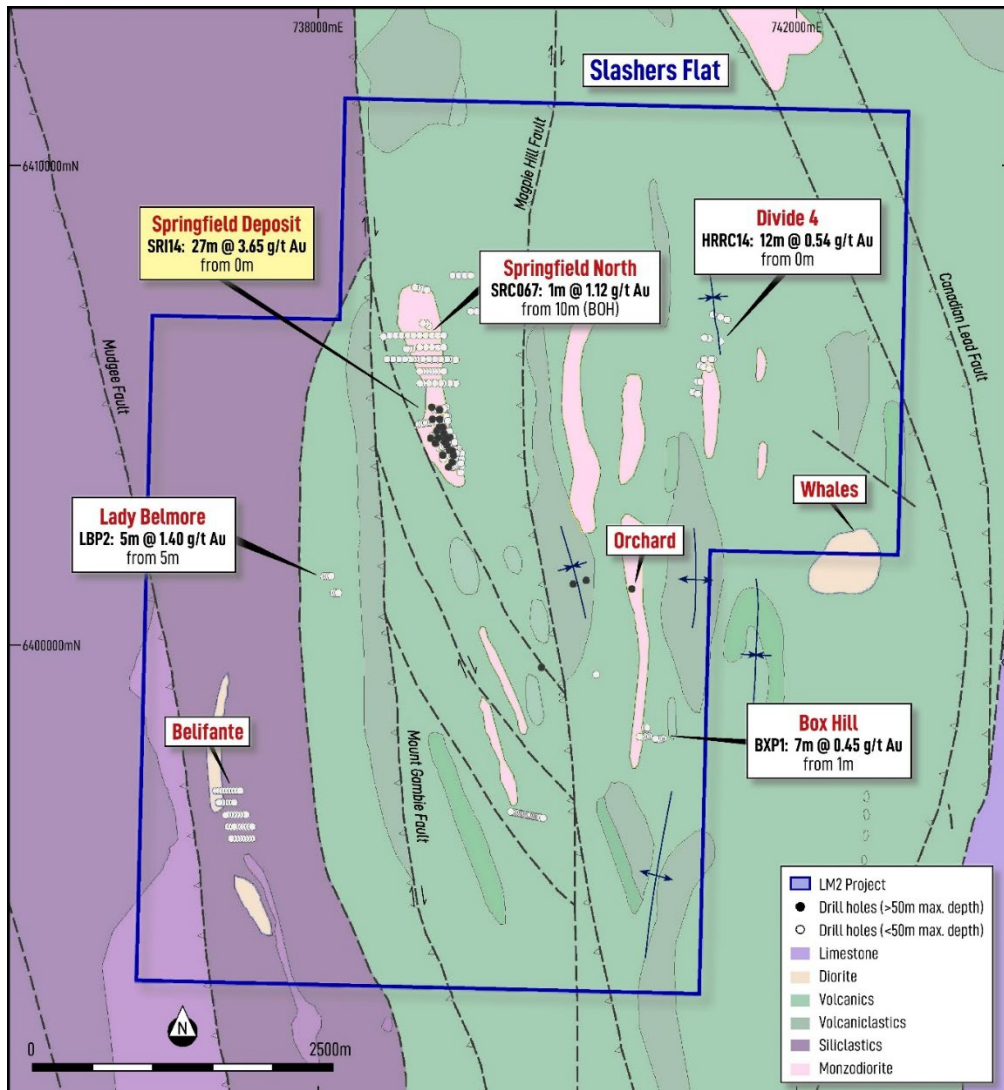 738000mE
742000mE
Slashers Flat
6410000mN
Magpie Hill Fault
Springfield Deposit
SRI14: 27m @ 3.65 g/t Au
from 0m
Divide 4
HRRC14: 12m @ 0.54 g/t Au
from 0m
Springfield North
SRC067: 1m @ 1.12 g/t Au
from 10m (BOH)
Canadian Lead Fault
Mudgee Fault
Whales
Lady Belmore
LBP2: 5m @ 1.40 g/t Au
from 5m
Orchard
6400000mN
Belifante
Box Hill
BXP1: 7m @ 0.45 g/t Au
from 1m
Mount Gambie Fault
LM2 Project
Drill holes (>50m max. depth)
Drill holes (<50m max. depth)
Limestone
Diorite
Volcanics
Volcaniclastics
Siliclastics
Monzodiorite
N
0
2500m